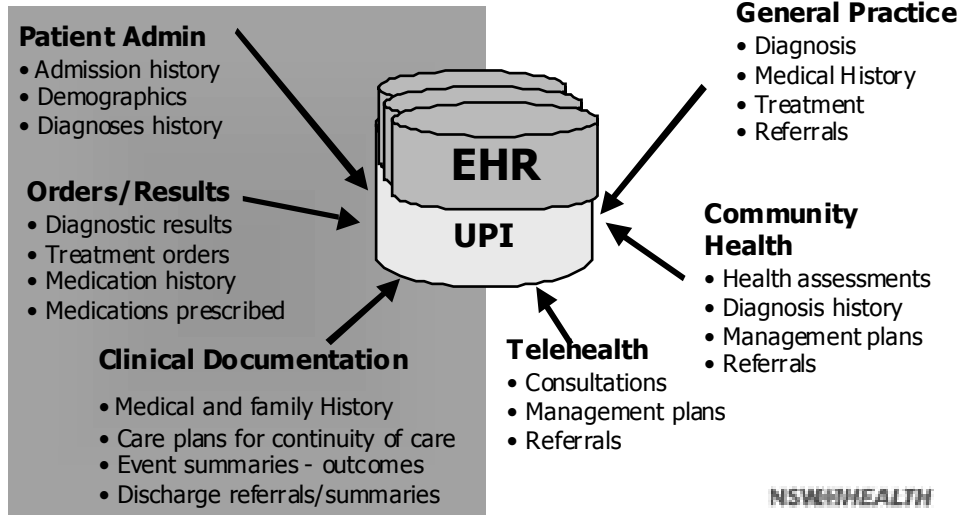 Patient Admin
• Admission history
• Demographics
• Diagnoses history
Orders/Results
• Diagnostic results
• Treatment orders
• Medication history
• Medications prescribed
Clinical Documentation
• Medical and family History
• Care plans for continuity of care
• Event summaries - outcomes
• Discharge referrals/summaries
EHR
UPI
Telehealth
• Consultations
• Management plans
• Referrals
General Practice
• Diagnosis
• Medical History
• Treatment
• Referrals
Community
Health
• Health assessments
• Diagnosis history
• Management plans
• Referrals
HEALTH